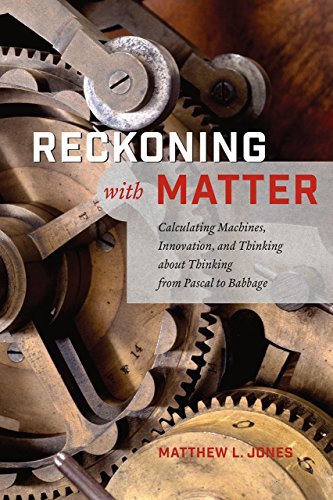 RECKONING
with MATTER
Calculating Machines,
Innovation, and Thinking
about Thinking
from Pascal to Babbage
MATTHEW L. JONES